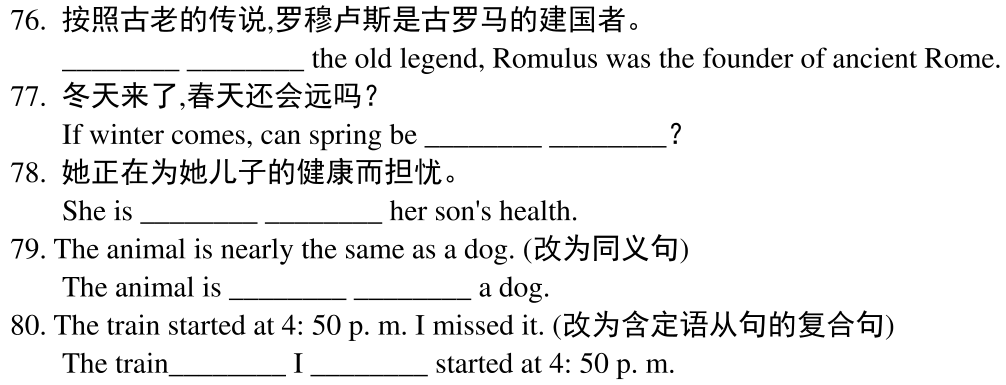 76. 按照古老的传说,罗穆卢斯是古罗马的建国者。
________ ________ the old legend, Romulus was the founder of ancient Rome.
77. 冬天来了,春天还会远吗?
If winter comes, can spring be ________ ________?
78. 她正在为她儿子的健康而担忧。
She is ________ ________ her son's health.
79. The animal is nearly the same as a dog. (改为同义句)
The animal is ________ ________ a dog.
80. The train started at 4: 50 p. m. I missed it. (改为含定语从句的复合句)
The train________ I ________ started at 4: 50 p. m.